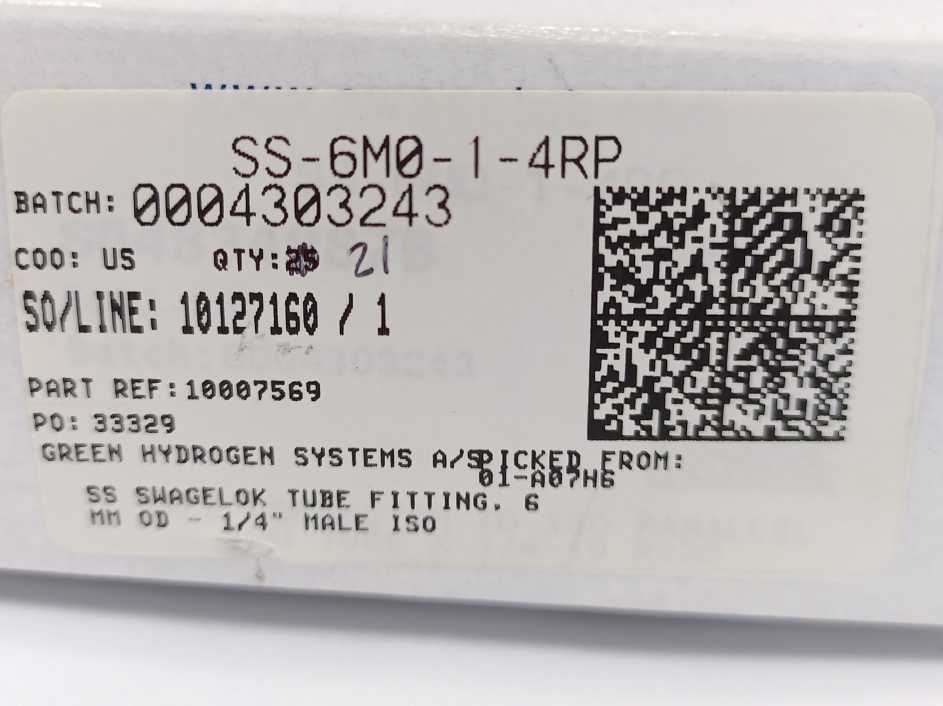 SS-6M0-1-4RP
BATCH: 0004303243
COO: US QTY: 25 21
SO/LINE: 10127160 / 1
PART REF: 10007569
PO: 33329
GREEN HYDROGEN SYSTEMS A/S PICKED FROM:
01-A07H6
SS SWAGELOK TUBE FITTING, 6
MM OD - 1/4" MALE ISO